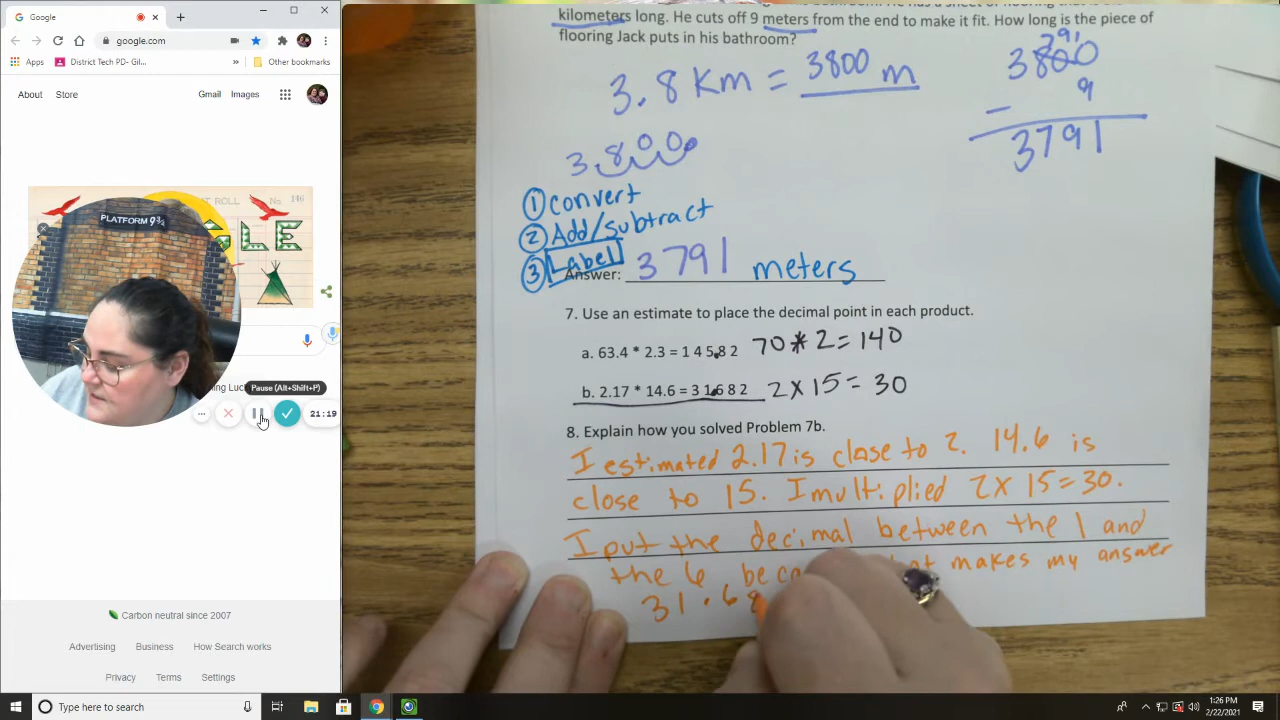 Google
google.com
Apps
District Tech PD- Gil...
Other bookmarks
About
Store
Gmail
Images
No. 146
PLATFORM 9¾
GLE
Pause (Alt+Shift+P)
21:19
Carbon neutral since 2007
Advertising
Business
How Search works
Privacy
Terms
Settings
kilometers long. He cuts off 9 meters from the end to make it fit. How long is the piece of
flooring Jack puts in his bathroom?
3.8 Km = 3800 m
3800
9
- 3791
3.800
① convert
② Add/subtract
③ Label
Answer: 3791 meters
7. Use an estimate to place the decimal point in each product.
a. 63.4 * 2.3 = 1 4 5.8 2 70 * 2 = 140
b. 2.17 * 14.6 = 3 1.6 8 2 2 x 15 = 30
8. Explain how you solved Problem 7b.
I estimated 2.17 is close to 2. 14.6 is
close to 15. I multiplied 2 x 15 = 30.
I put the decimal between the 1 and
the 6 makes my answer
31.68
Type here to search
1:26 PM
2/22/2021